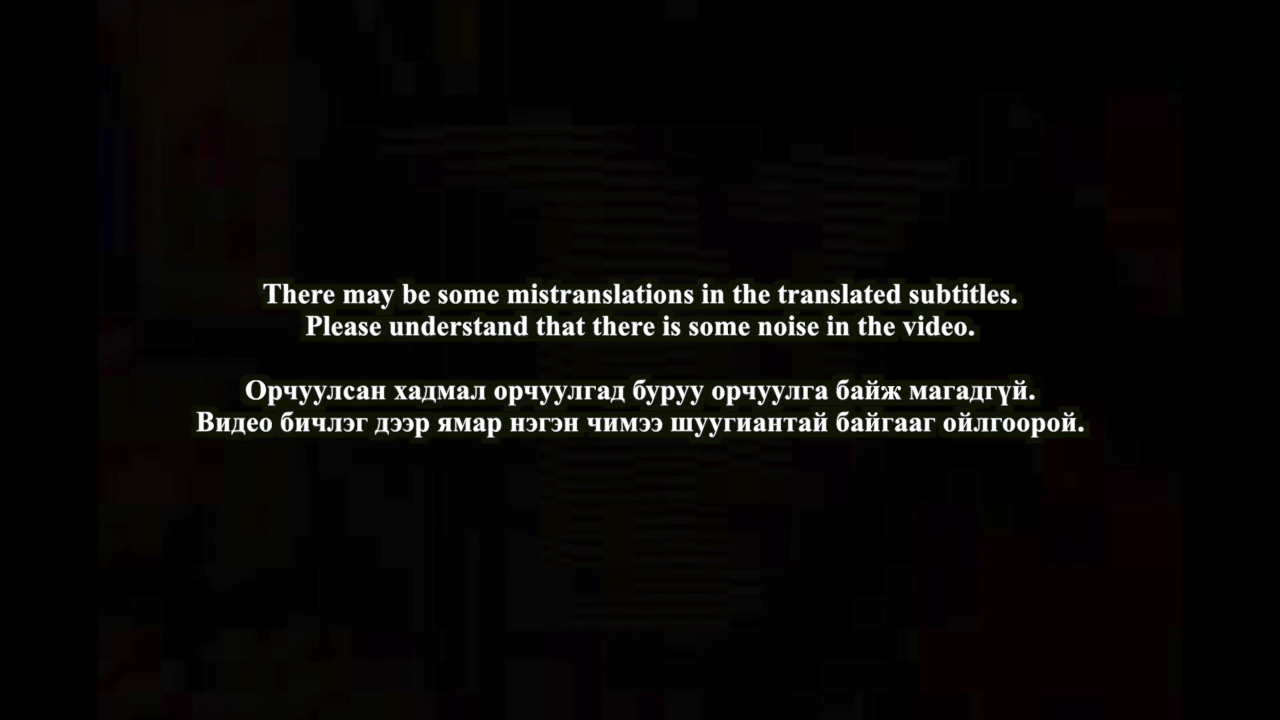 There may be some mistranslations in the translated subtitles.
Please understand that there is some noise in the video.
Орчуулсан хадмал орчуулгад буруу орчуулга байж магадгүй.
Видео бичлэг дээр ямар нэгэн чимээ шуугиантай байгааг ойлгоорой.